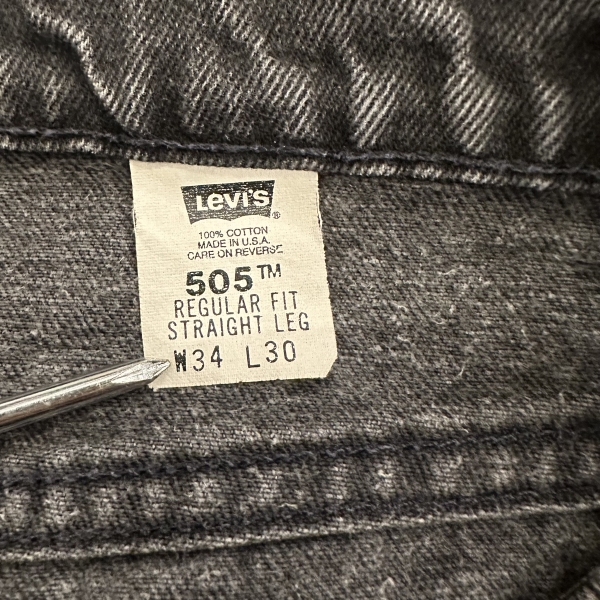 Levi's ®
100% COTTON
MADE IN U.S.A.
CARE ON REVERSE
505™
REGULAR FIT
STRAIGHT LEG
W34 L30